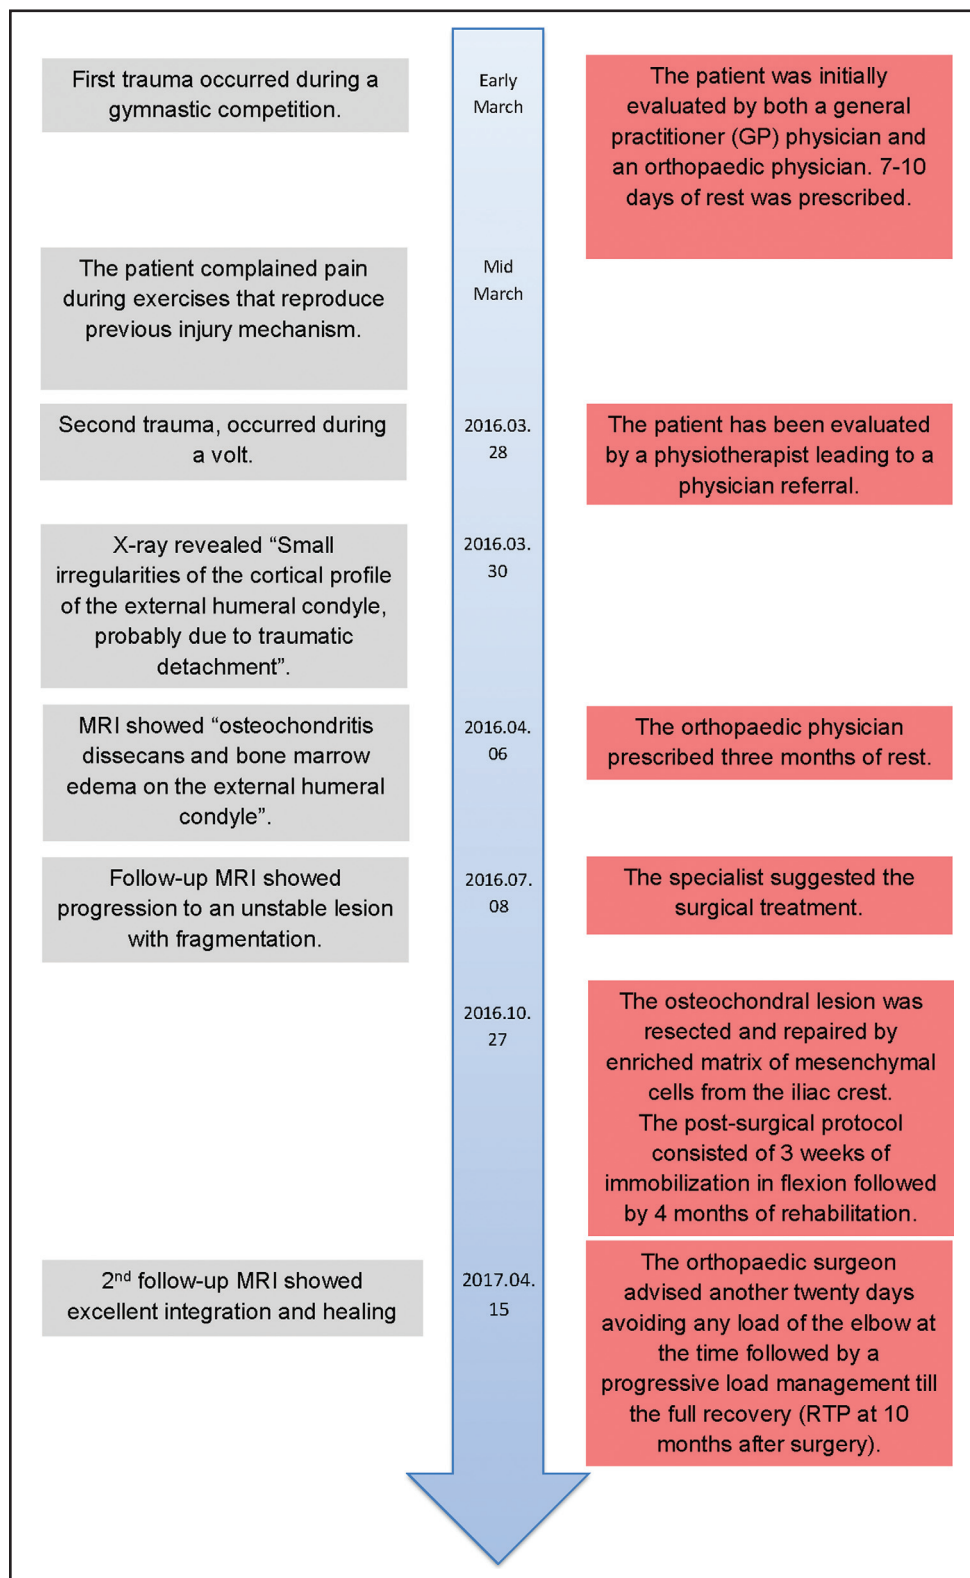 First trauma occurred during a
gymnastic competition.
Early
March
The patient was initially
evaluated by both a general
practitioner (GP) physician and
an orthopaedic physician. 7-10
days of rest was prescribed.
The patient complained pain
during exercises that reproduce
previous injury mechanism.
Mid
March
Second trauma, occurred during
a volt.
2016.03.
28
The patient has been evaluated
by a physiotherapist leading to a
physician referral.
X-ray revealed “Small
irregularities of the cortical profile
of the external humeral condyle,
probably due to traumatic
detachment”.
2016.03.
30
MRI showed “osteochondritis
dissecans and bone marrow
edema on the external humeral
condyle”.
2016.04.
06
The orthopaedic physician
prescribed three months of rest.
Follow-up MRI showed
progression to an unstable lesion
with fragmentation.
2016.07.
08
The specialist suggested the
surgical treatment.
2016.10.
27
The osteochondral lesion was
resected and repaired by
enriched matrix of mesenchymal
cells from the iliac crest.
The post-surgical protocol
consisted of 3 weeks of
immobilization in flexion followed
by 4 months of rehabilitation.
2nd follow-up MRI showed
excellent integration and healing
2017.04.
15
The orthopaedic surgeon
advised another twenty days
avoiding any load of the elbow at
the time followed by a
progressive load management till
the full recovery (RTP at 10
months after surgery).